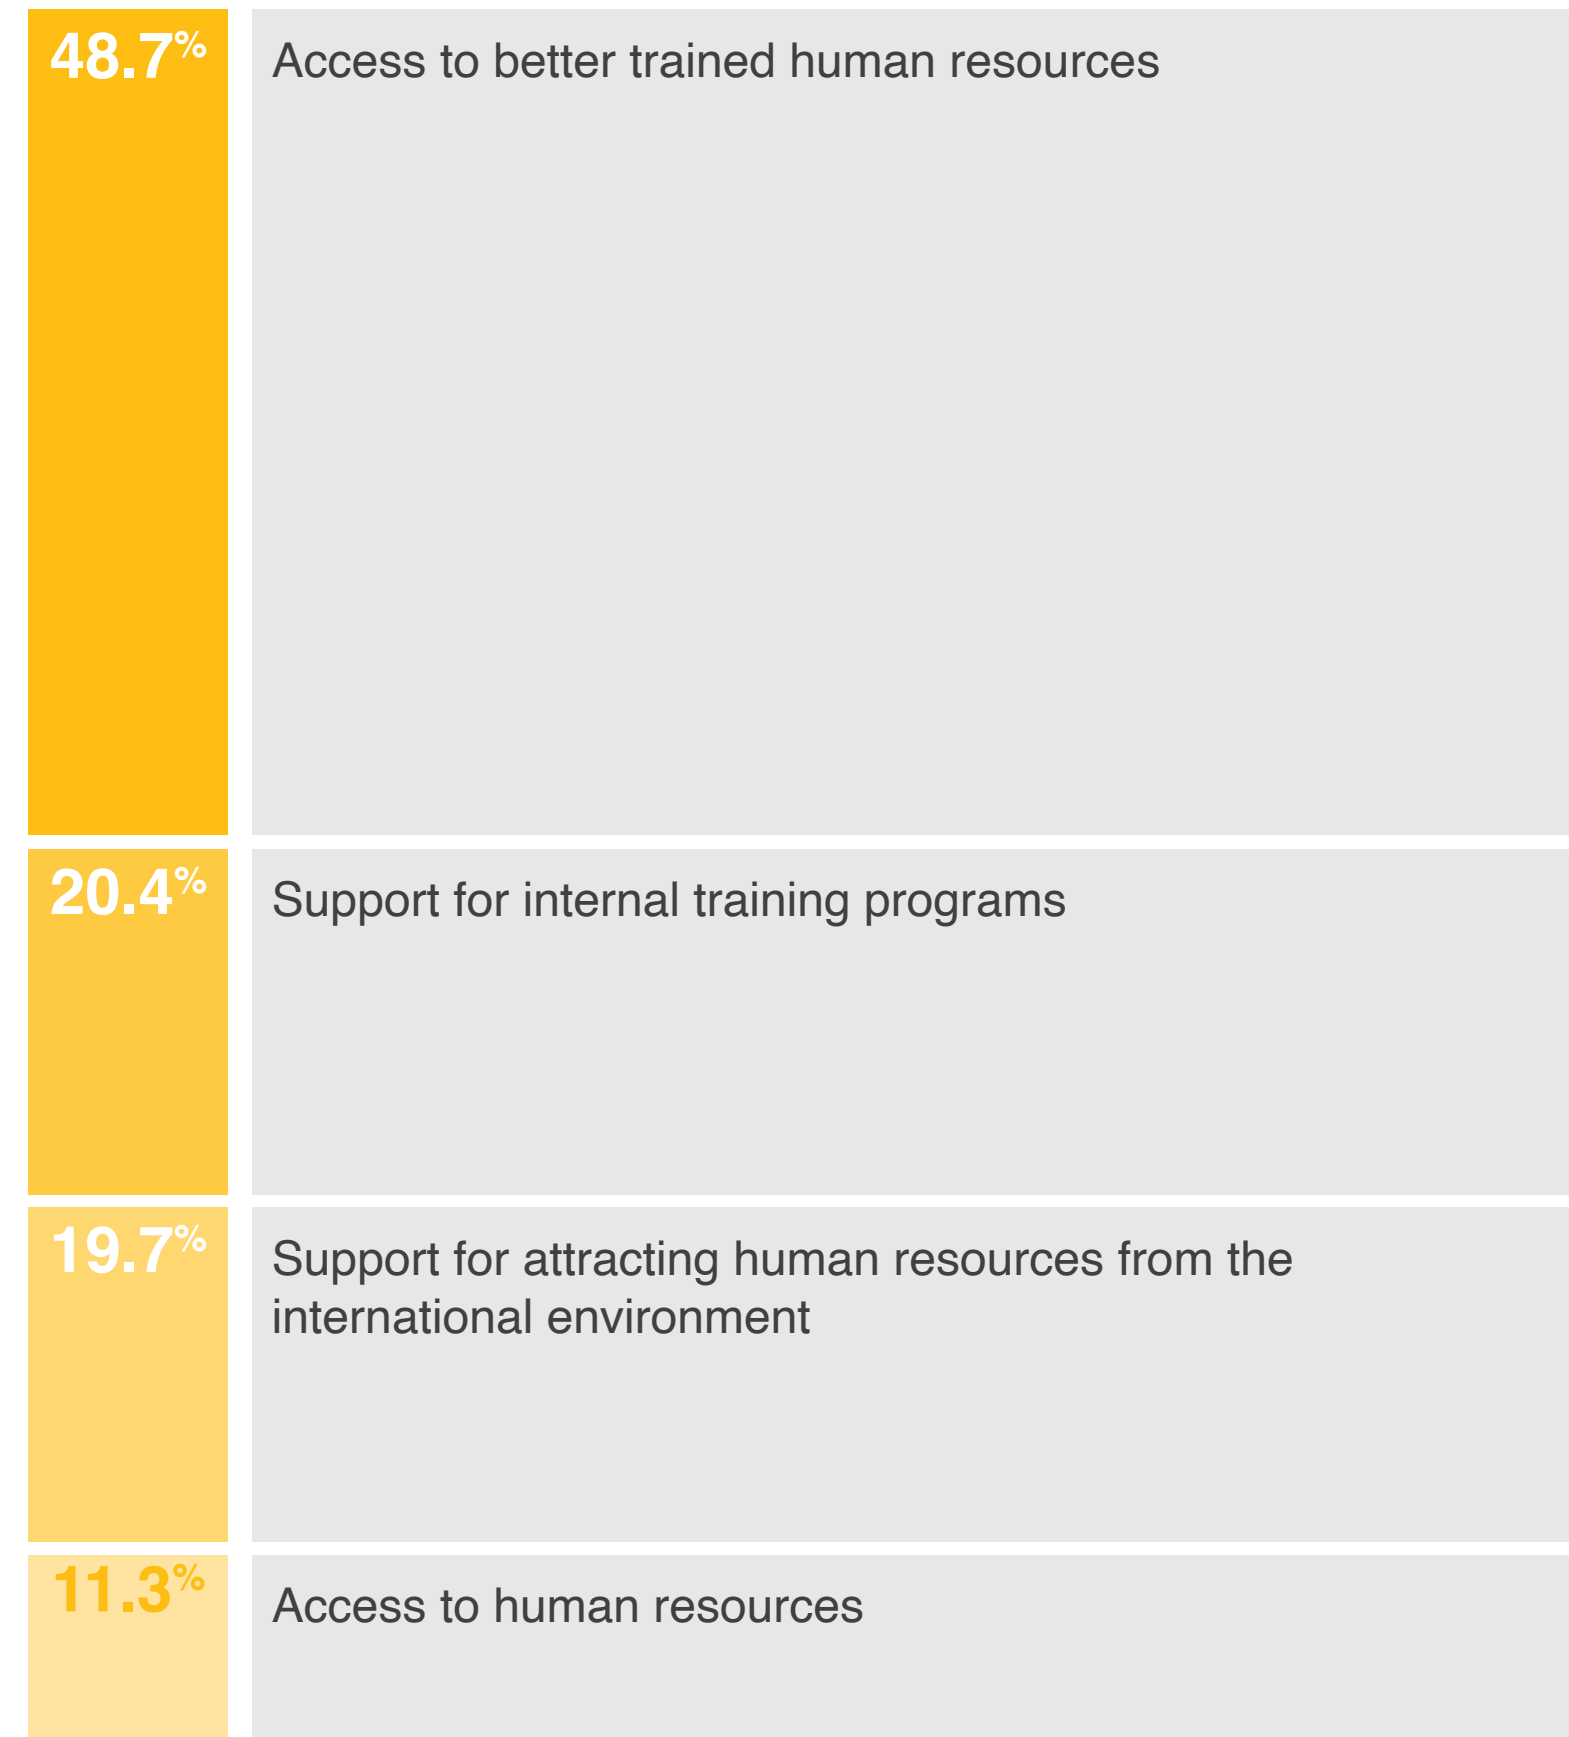 48.7% Access to better trained human resources
20.4% Support for internal training programs
19.7% Support for attracting human resources from the
international environment
11.3% Access to human resources